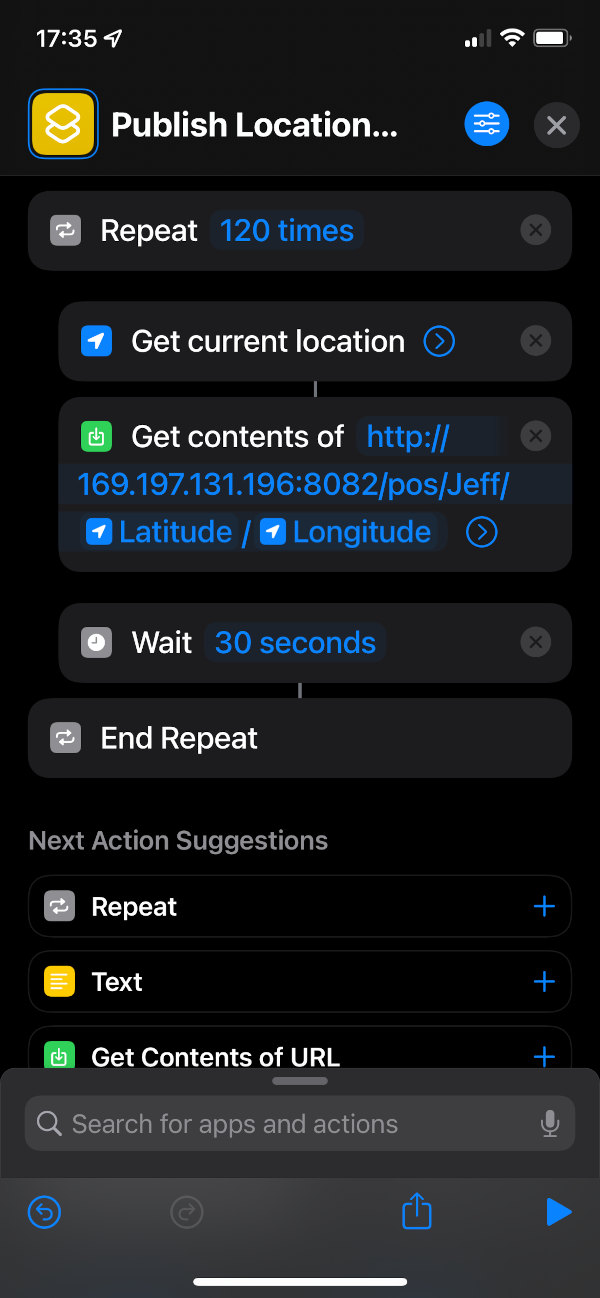 17:35
Publish Location...
Repeat 120 times
Get current location
Get contents of http://
169.197.131.196:8082/pos/Jeff/
Latitude / Longitude
Wait 30 seconds
End Repeat
Next Action Suggestions
Repeat
Text
Get Contents of URL
Search for apps and actions